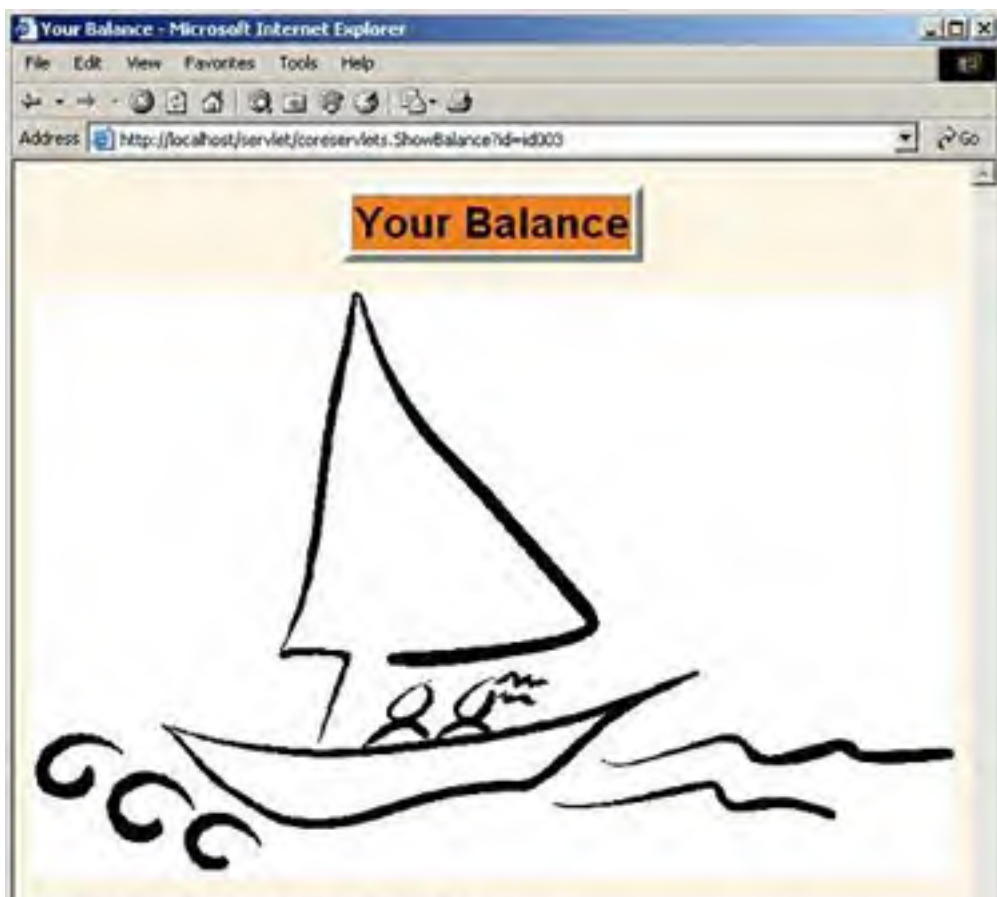 Your Balance - Microsoft Internet Explorer
File Edit View Favorites Tools Help
Address http://localhost/servlet/coreservlets.ShowBalance?id=id003 Go
Your Balance